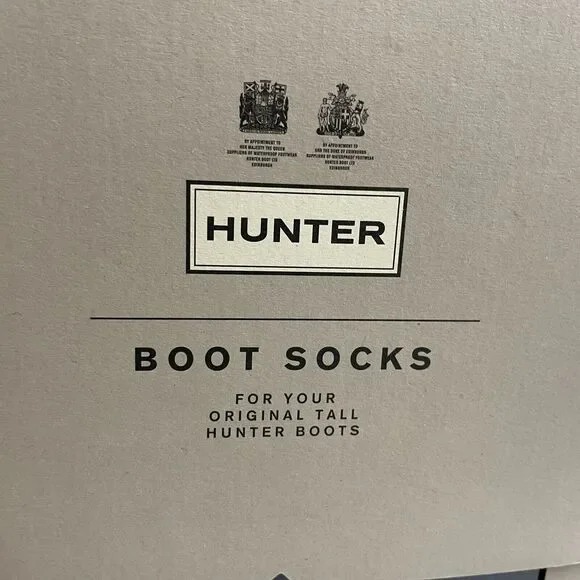 BY APPOINTMENT TO
HER MAJESTY THE QUEEN
SUPPLIERS OF WATERPROOF FOOTWEAR
HUNTER BOOT LTD
EDINBURGH
BY APPOINTMENT TO
HRH THE DUKE OF EDINBURGH
SUPPLIERS OF WATERPROOF FOOTWEAR
HUNTER BOOT LTD
EDINBURGH
HUNTER
BOOT SOCKS
FOR YOUR
ORIGINAL TALL
HUNTER BOOTS